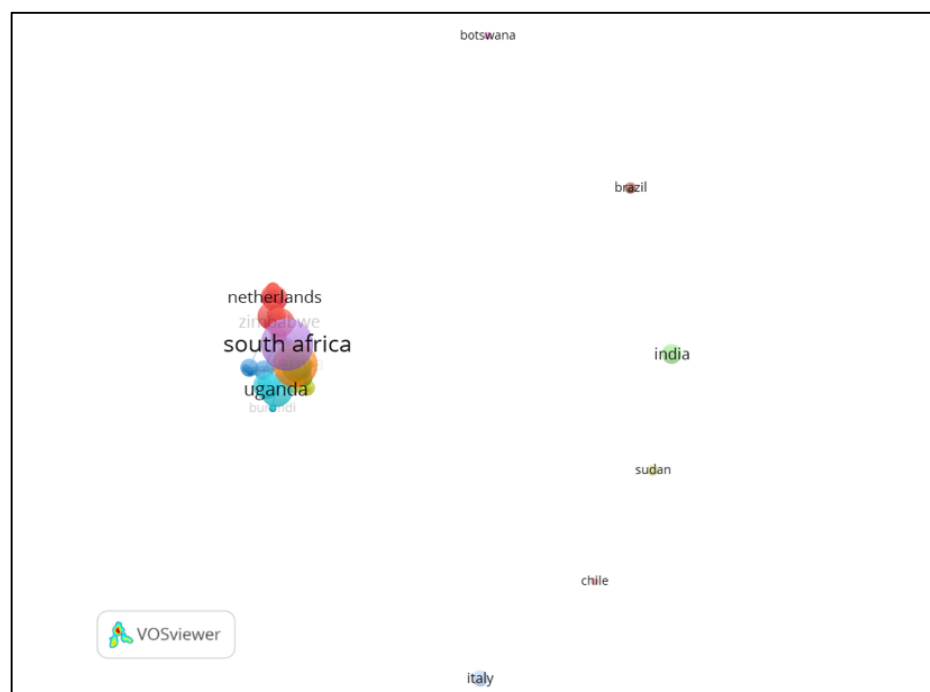 botswana
brazil
netherlands
zimbabwe
south africa
india
uganda
burundi
sudan
chile
VOSviewer
italy